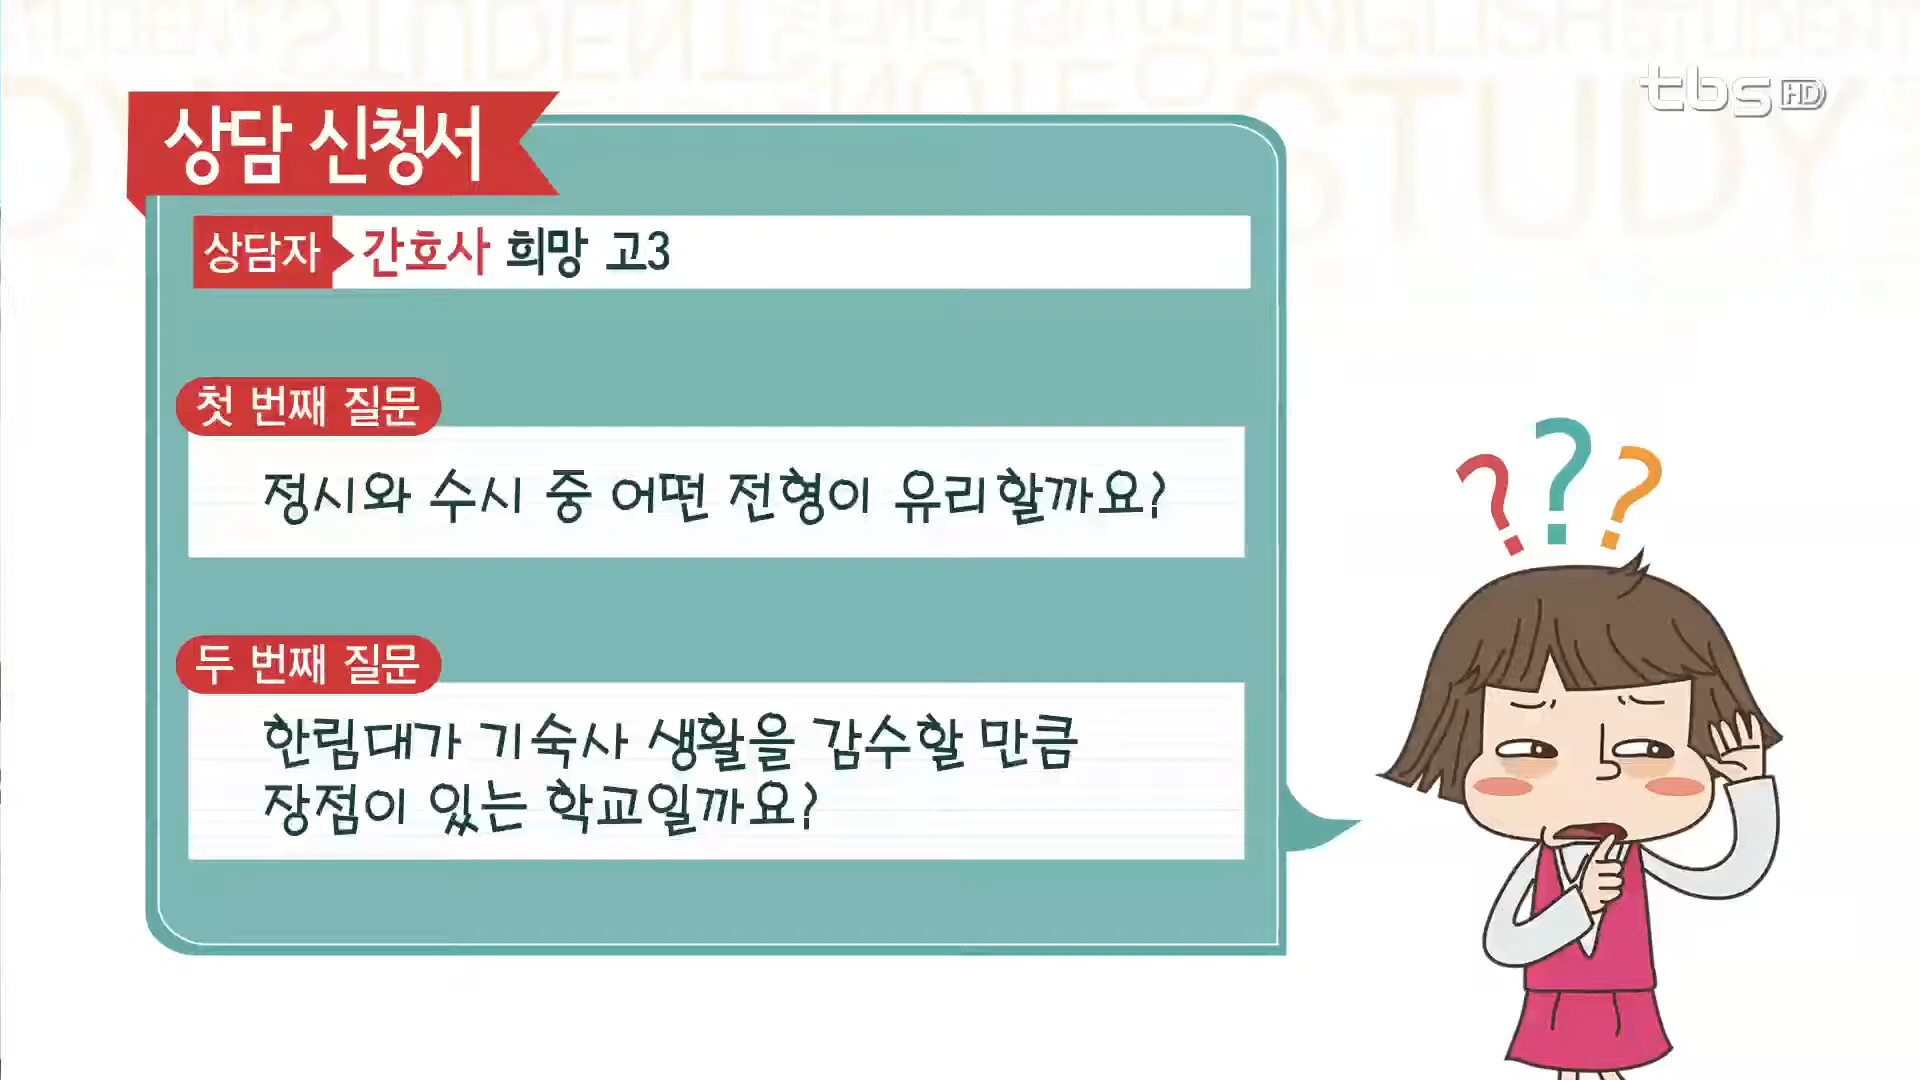 tbs HD
STUDY
상담 신청서
상담자
간호사 희망 고3
첫 번째 질문
정시와 수시 중 어떤 전형이 유리할까요?
두 번째 질문
한림대가 기숙사 생활을 감수할 만큼
장점이 있는 학교일까요?
???